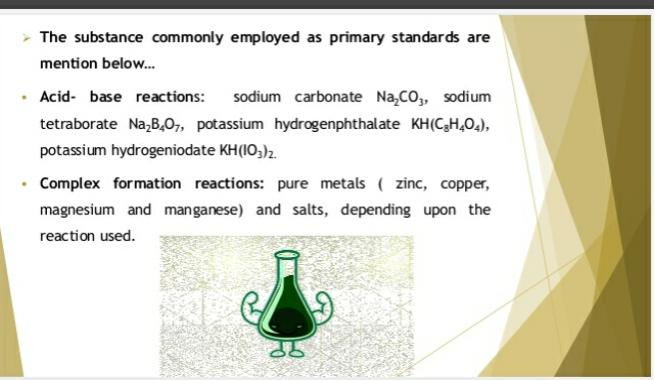 The substance commonly employed as primary standards are
mention below...
Acid- base reactions: sodium carbonate Na₂CO₃, sodium
tetraborate Na₂B₄O₇, potassium hydrogenphthalate KH(C₈H₄O₄),
potassium hydrogeniodate KH(IO₃)₂.
Complex formation reactions: pure metals ( zinc, copper,
magnesium and manganese) and salts, depending upon the
reaction used.